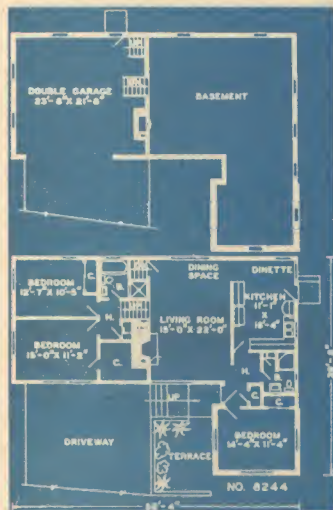 UP
DOUBLE GARAGE
23'-8" X 21'-8"
BASEMENT
BEDROOM
12'-7" X 10'-5"
C.
B.
DINING
SPACE
DINETTE
KITCHEN
11'-1"
X
18'-4"
LIVING ROOM
15'-0" X 22'-0"
H.
BEDROOM
15'-0" X 11'-2"
C.
H.
B.
UP
C.
C.
DRIVEWAY
TERRACE
BEDROOM
14'-4" X 11'-4"
NO. 8244